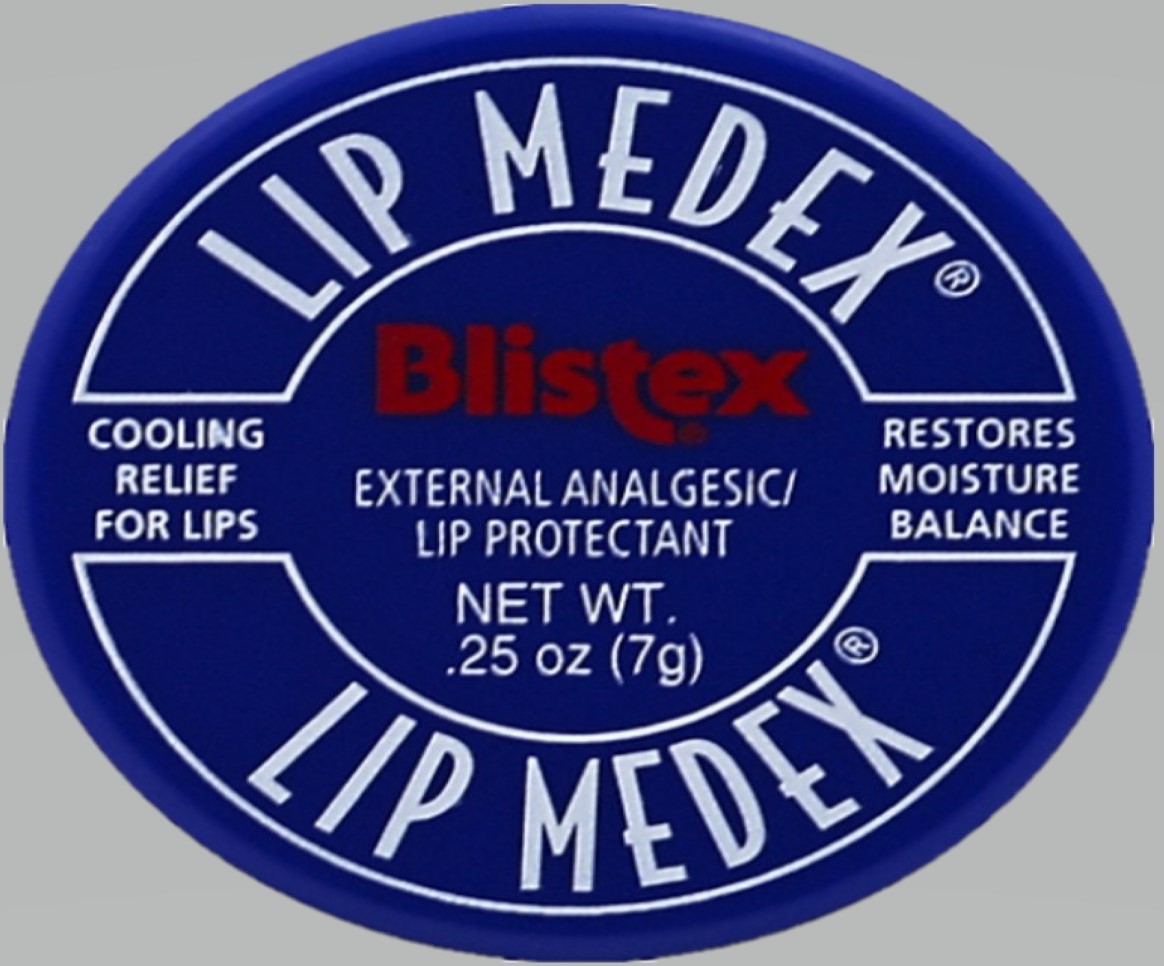 LIP MEDEX®
Blistex®
COOLING
RELIEF
FOR LIPS
EXTERNAL ANALGESIC/
LIP PROTECTANT
NET WT.
.25 oz (7g)
RESTORES
MOISTURE
BALANCE
LIP MEDEX®